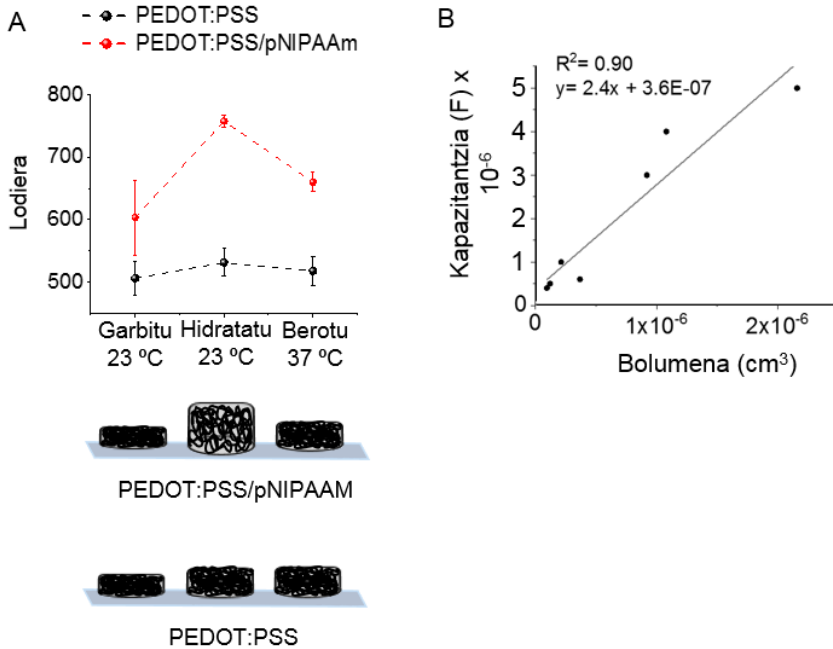 A
PEDOT:PSS
PEDOT:PSS/pNIPAAm
Lodiera
800
700
600
500
Garbitu Hidratatu Berotu
23 ºC 23 ºC 37 ºC
PEDOT:PSS/pNIPAAM
PEDOT:PSS
B
R²= 0.90
y= 2.4x + 3.6E-07
Kapazitantzia (F) x
10⁻⁶
5
4
3
2
1
0
0 1x10⁻⁶ 2x10⁻⁶
Bolumena (cm³)